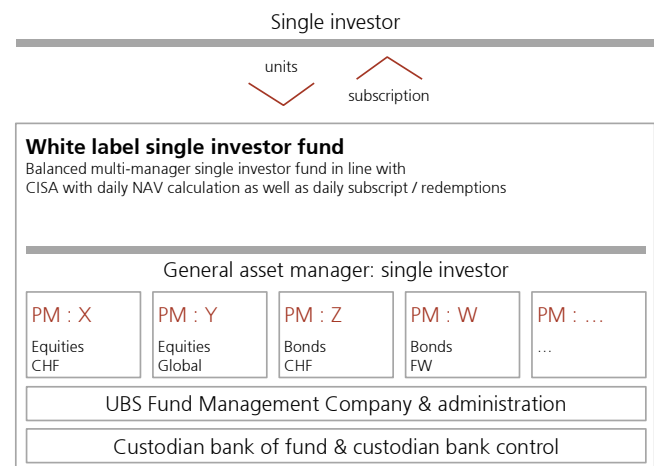 Single investor
units
subscription
White label single investor fund
Balanced multi-manager single investor fund in line with
CISA with daily NAV calculation as well as daily subscript / redemptions
General asset manager: single investor
PM : X
Equities
CHF
PM : Y
Equities
Global
PM : Z
Bonds
CHF
PM : W
Bonds
FW
PM : …
…
UBS Fund Management Company & administration
Custodian bank of fund & custodian bank control